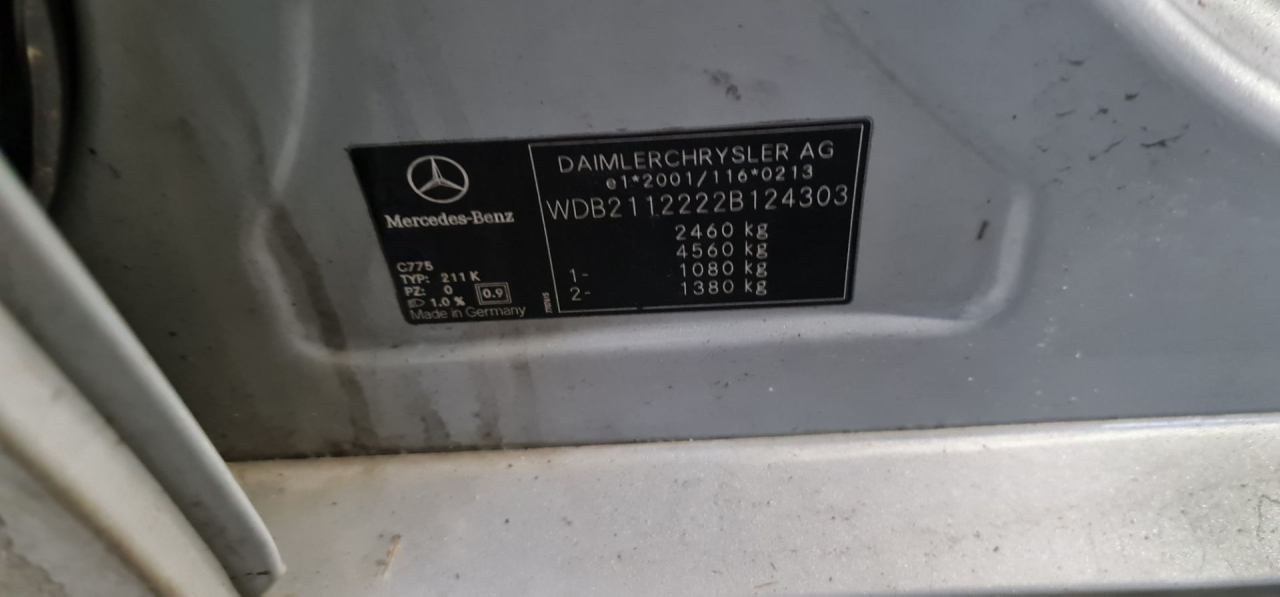 Mercedes-Benz
C775
TYP: 211 K
PZ: 0
1.0 % 0.9
Made in Germany
DAIMLERCHRYSLER AG
e1*2001/116*0213
WDB2112222B124303
2460 kg
4560 kg
1- 1080 kg
2- 1380 kg